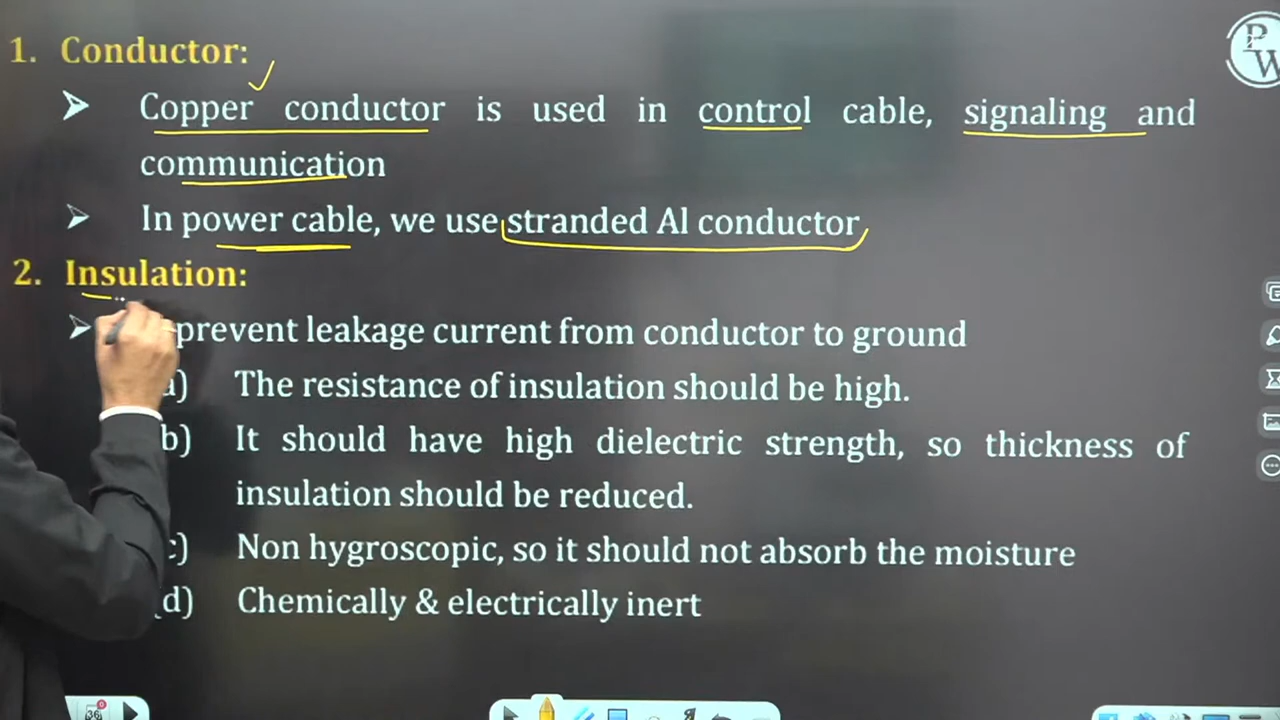 1. Conductor:
➢ Copper conductor is used in control cable, signaling and
communication
➢ In power cable, we use stranded Al conductor
2. Insulation:
➢ prevent leakage current from conductor to ground
a) The resistance of insulation should be high.
b) It should have high dielectric strength, so thickness of
insulation should be reduced.
c) Non hygroscopic, so it should not absorb the moisture
(d) Chemically & electrically inert
PW
36